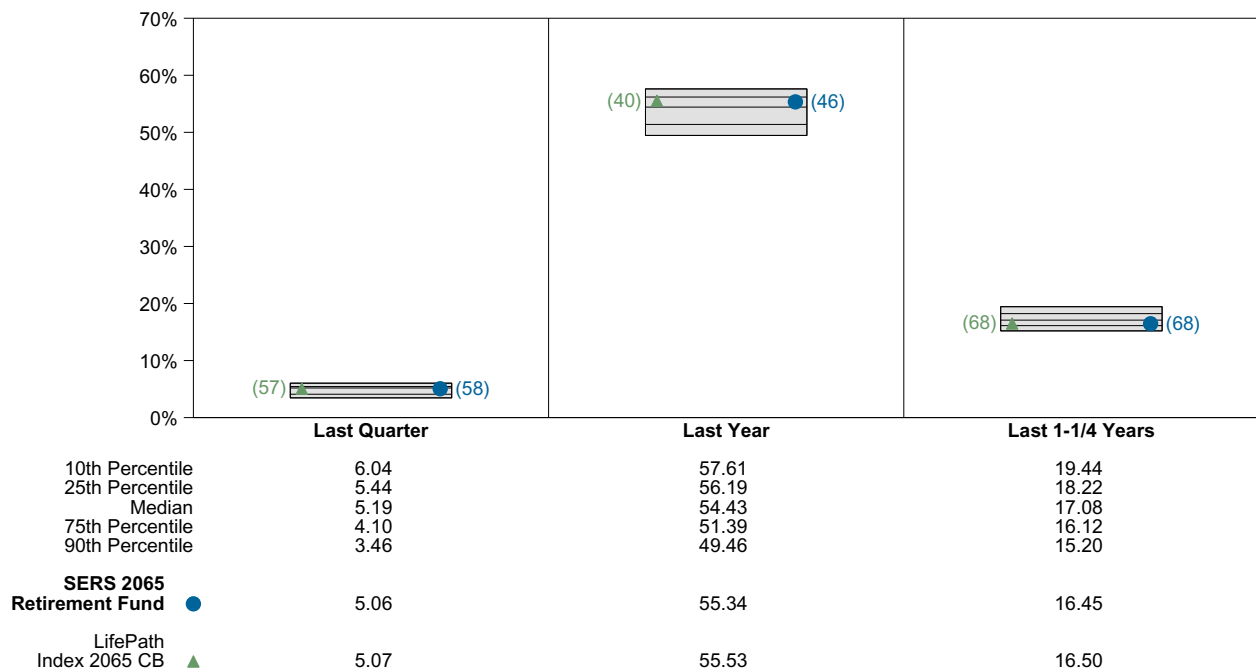 70%
60%
50%
40%
30%
20%
10%
0%
(57) (58)
(40) (46)
(68) (68)
Last Quarter Last Year Last 1-1/4 Years
10th Percentile 6.04 57.61 19.44
25th Percentile 5.44 56.19 18.22
Median 5.19 54.43 17.08
75th Percentile 4.10 51.39 16.12
90th Percentile 3.46 49.46 15.20
SERS 2065
Retirement Fund 5.06 55.34 16.45
LifePath
Index 2065 CB 5.07 55.53 16.50